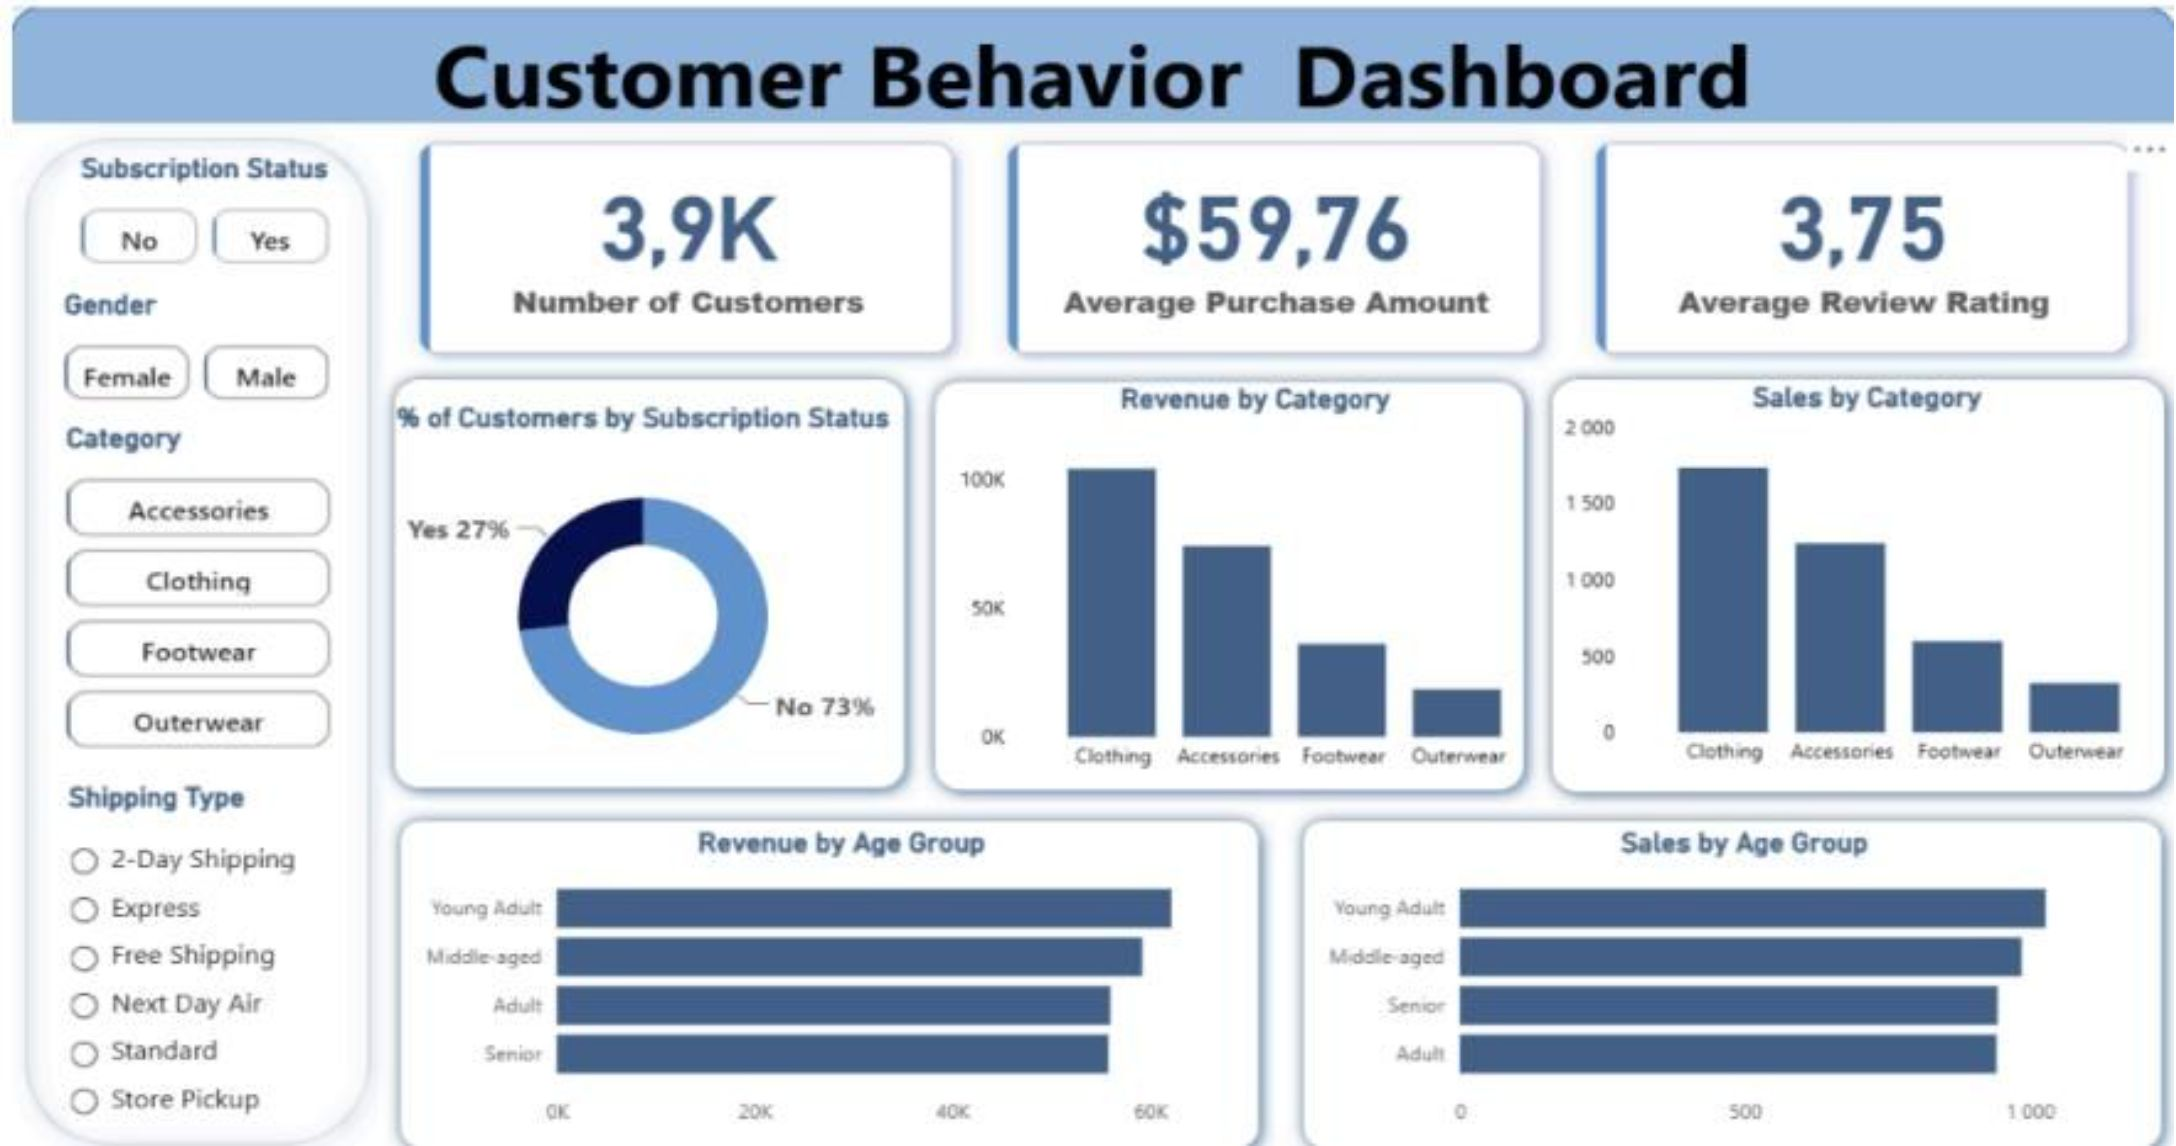 Customer Behavior Dashboard
Subscription Status
No Yes
Gender
Female Male
Category
Accessories
Clothing
Footwear
Outerwear
Shipping Type
2-Day Shipping
Express
Free Shipping
Next Day Air
Standard
Store Pickup
3,9K
Number of Customers
$59,76
Average Purchase Amount
3,75
Average Review Rating
% of Customers by Subscription Status
Yes 27%
No 73%
Revenue by Category
100K
50K
0K
Clothing Accessories Footwear Outerwear
Sales by Category
2 000
1 500
1 000
500
0
Clothing Accessories Footwear Outerwear
Revenue by Age Group
Young Adult
Middle-aged
Adult
Senior
0K 20K 40K 60K
Sales by Age Group
Young Adult
Middle-aged
Senior
Adult
0 500 1 000